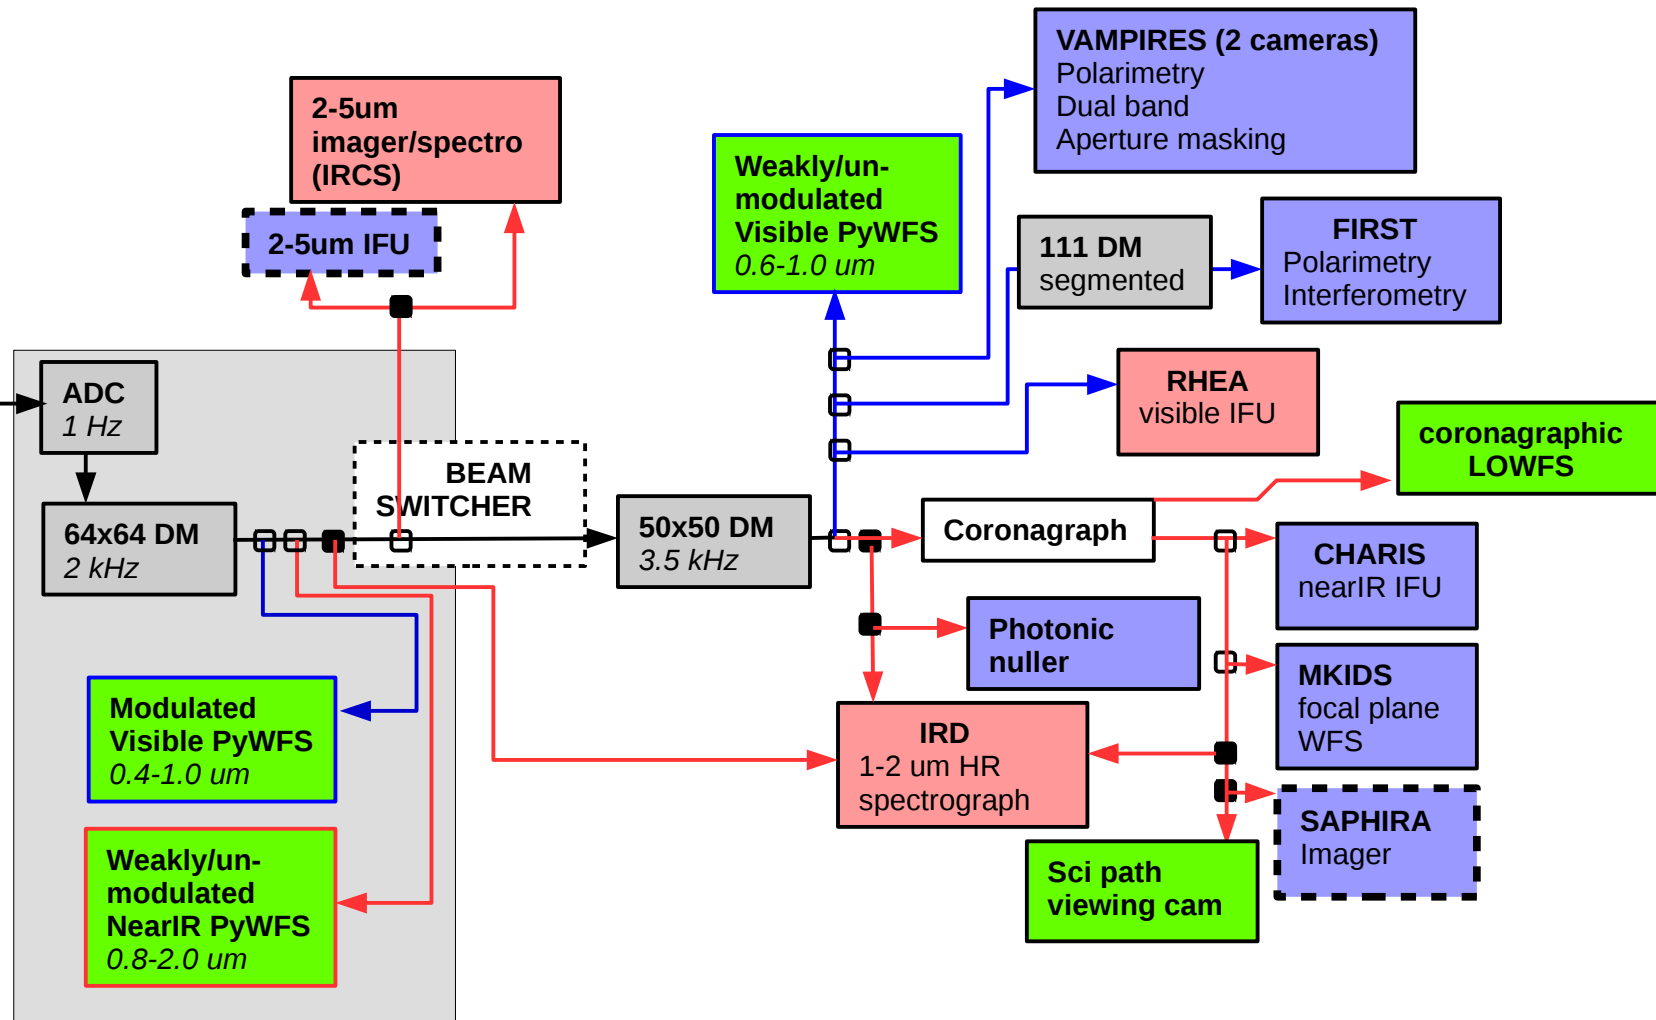 VAMPIRES (2 cameras)
Polarimetry
Dual band
Aperture masking
2-5um
imager/spectro
(IRCS)
2-5um IFU
Weakly/un-
modulated
Visible PyWFS
0.6-1.0 um
111 DM
segmented
FIRST
Polarimetry
Interferometry
RHEA
visible IFU
ADC
1 Hz
coronagraphic
LOWFS
BEAM
SWITCHER
64x64 DM
2 kHz
50x50 DM
3.5 kHz
Coronagraph
CHARIS
nearIR IFU
Photonic
nuller
MKIDS
focal plane
WFS
Modulated
Visible PyWFS
0.4-1.0 um
IRD
1-2 um HR
spectrograph
SAPHIRA
Imager
Weakly/un-
modulated
NearIR PyWFS
0.8-2.0 um
Sci path
viewing cam